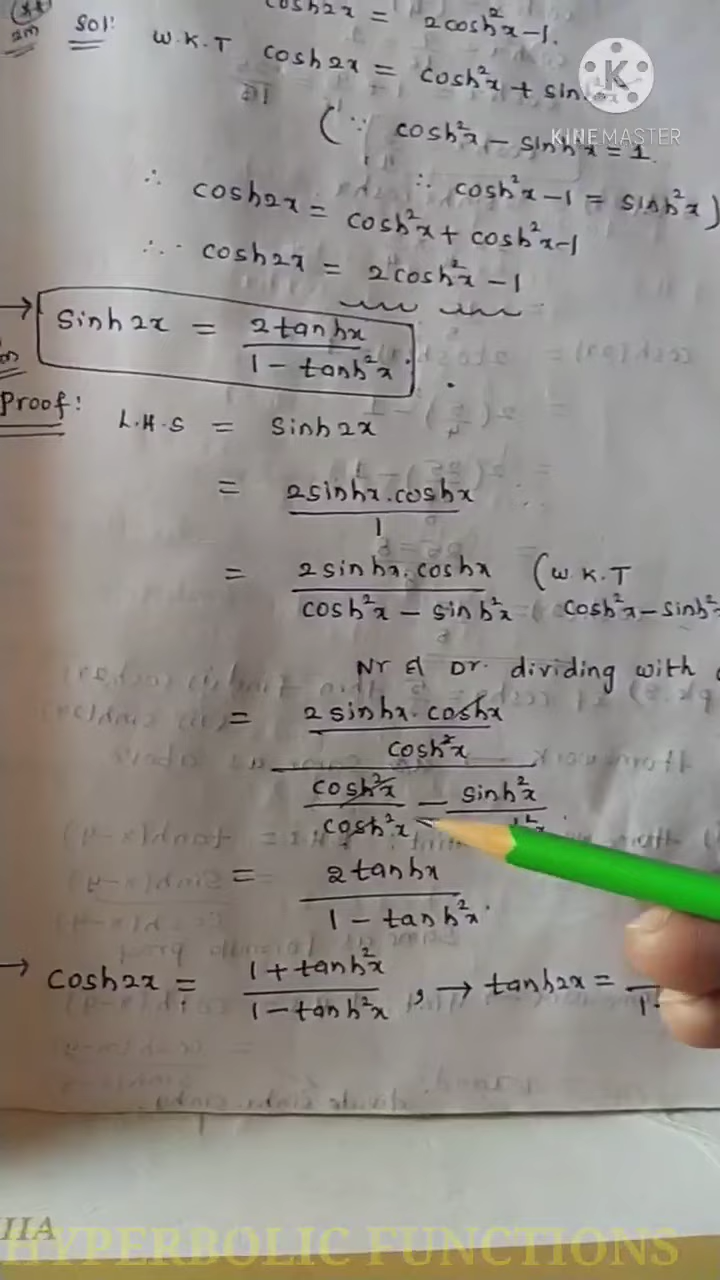 cosh2x = 2cosh²x-1.
Sol:
W.K.T cosh2x = cosh²x +
KINEMASTER
(∵ cosh²x - sinh²x = 1.
∴ cosh²x-1 = sinh²x)
∴ cosh2x = cosh²x + cosh²x-1
∴ cosh2x = 2cosh²x - 1
→ Sinh2x = 2tanhx / 1 - tanh²x.
Proof: L.H.S = Sinh2x
= 2sinhx.coshx / 1
= 2sinhx.coshx / cosh²x - sinh²x (W.K.T
cosh²x-sinh²
Nr & Dr. dividing with
= 2sinhx.coshx / cosh²x
cosh²x / cosh²x - sinh²x
= 2tanhx / 1 - tanh²x.
→ cosh2x = 1+tanh²x / 1-tanh²x , → tanh2x =
IIA
HYPERBOLIC FUNCTIONS